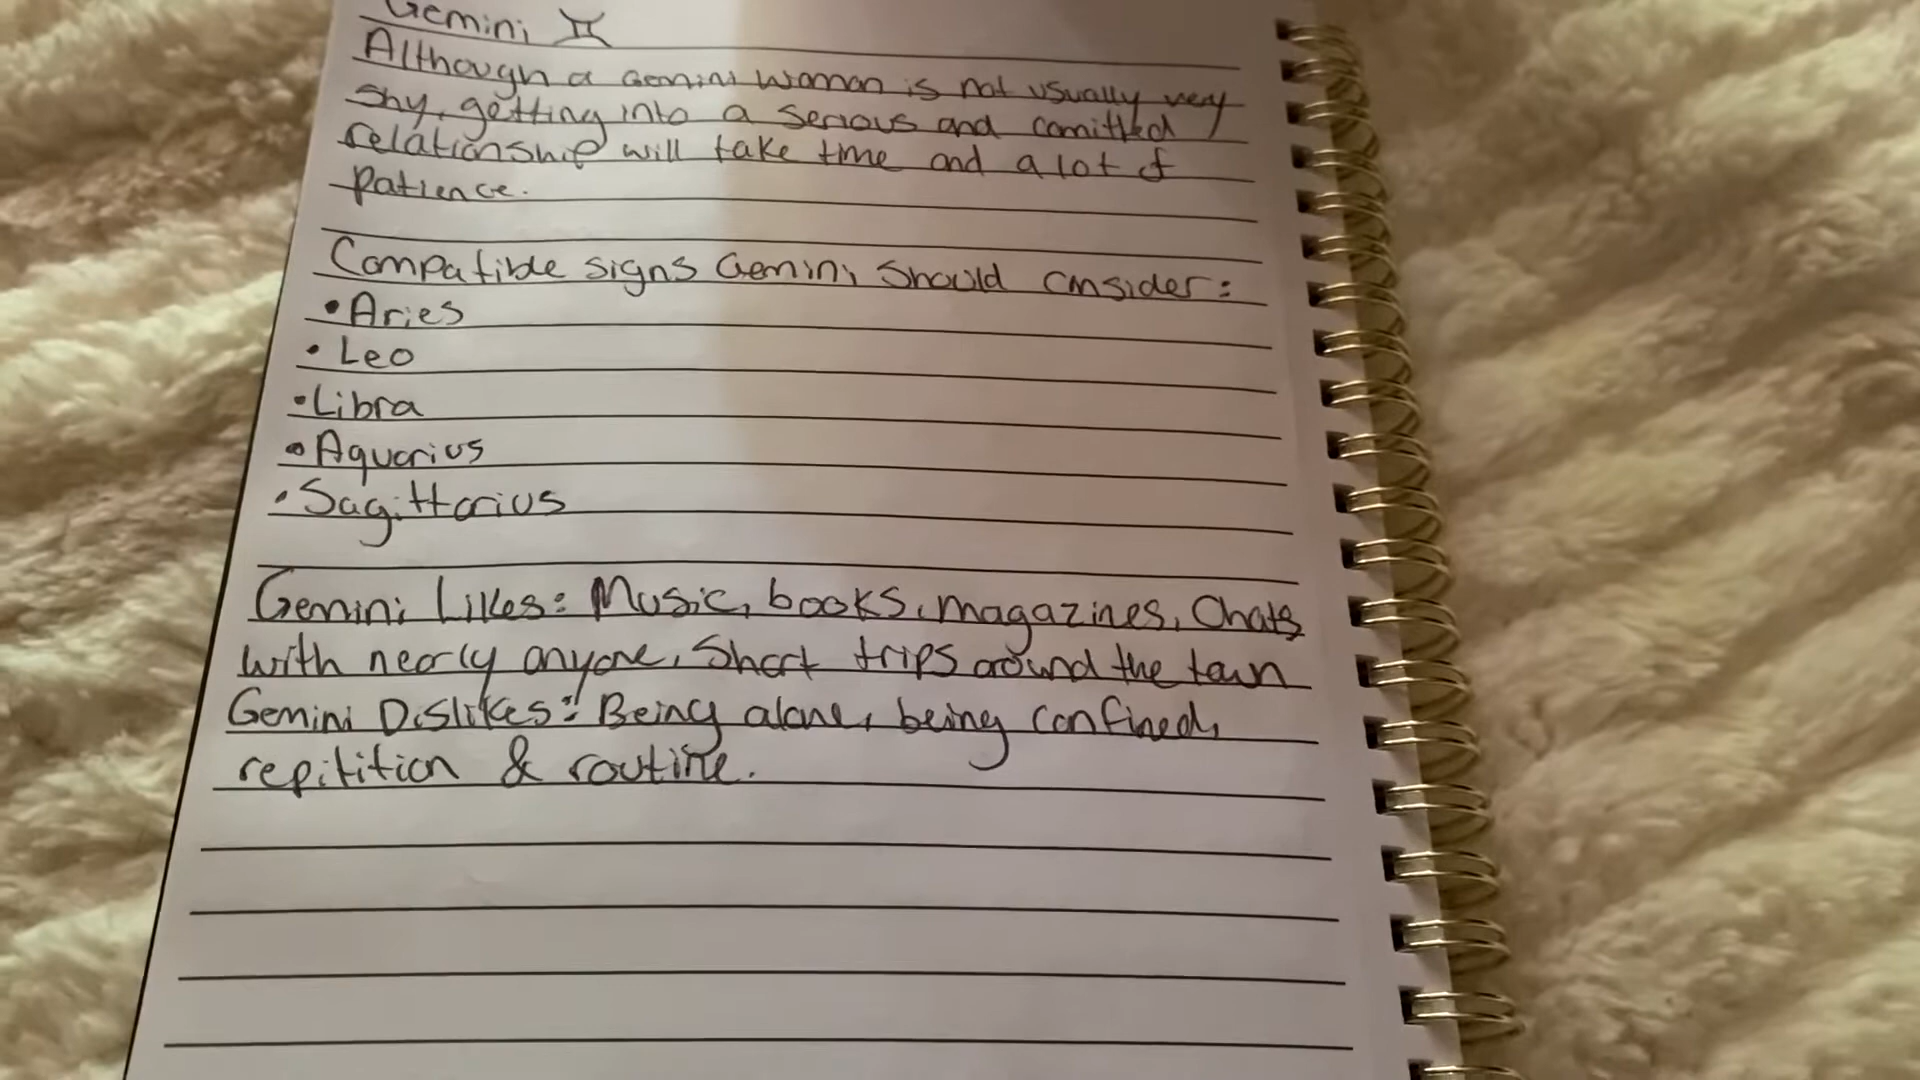 Gemini ♊
Although a Gemini woman is not usually very
shy, getting into a serious and comitted
relationship will take time and a lot of
patience.
Compatible signs Gemini should consider:
• Aries
• Leo
• Libra
• Aquarius
• Sagittarius
Gemini Likes: Music, books, magazines, Chats
with nearly anyone, Short trips around the town
Gemini Dislikes: Being alone, being confined,
repitition & routine.